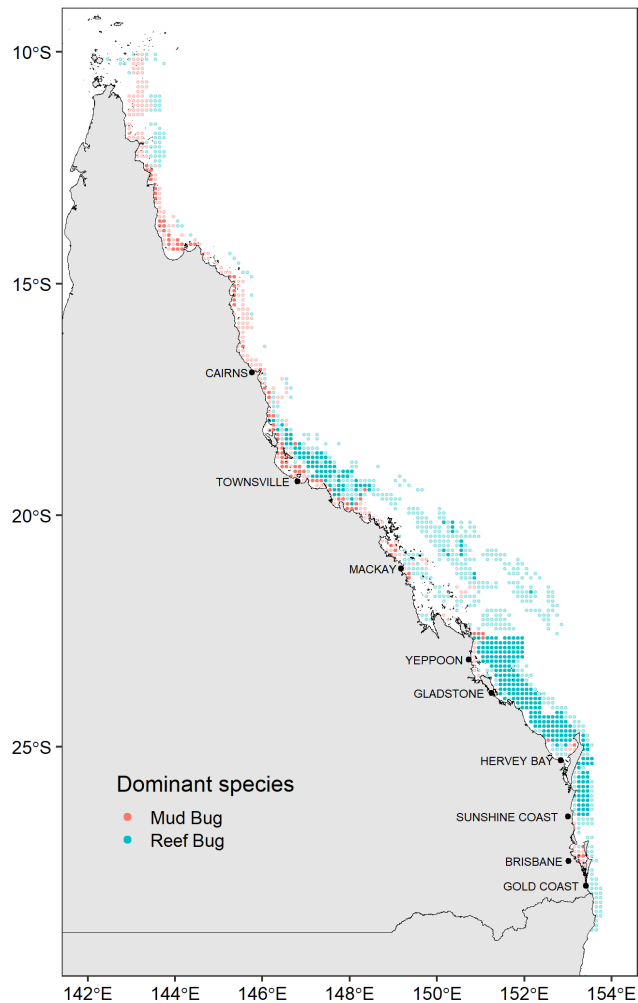 10°S
15°S
CAIRNS
TOWNSVILLE
20°S
MACKAY
YEPPOON
GLADSTONE
25°S
HERVEY BAY
Dominant species
Mud Bug
Reef Bug
SUNSHINE COAST
BRISBANE
GOLD COAST
142°E 144°E 146°E 148°E 150°E 152°E 154°E